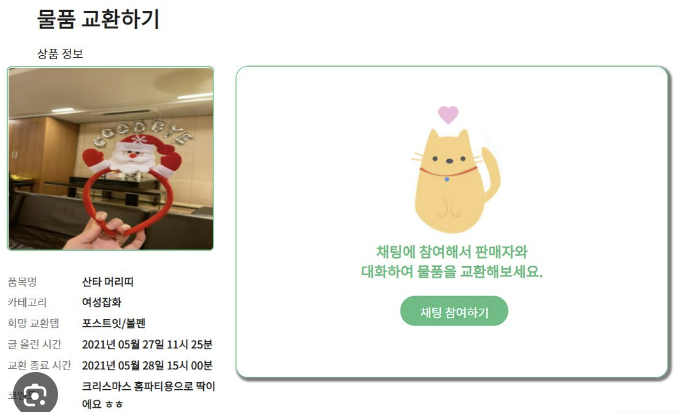 물품 교환하기
상품 정보
GOODBYE
품목명 산타 머리띠
카테고리 여성잡화
희망 교환템 포스트잇/볼펜
글 올린 시간 2021년 05월 27일 11시 25분
교환 종료 시간 2021년 05월 28일 15시 00분
크리스마스 홈파티용으로 딱이
에요 ㅎㅎ
채팅에 참여해서 판매자와
대화하여 물품을 교환해보세요.
채팅 참여하기